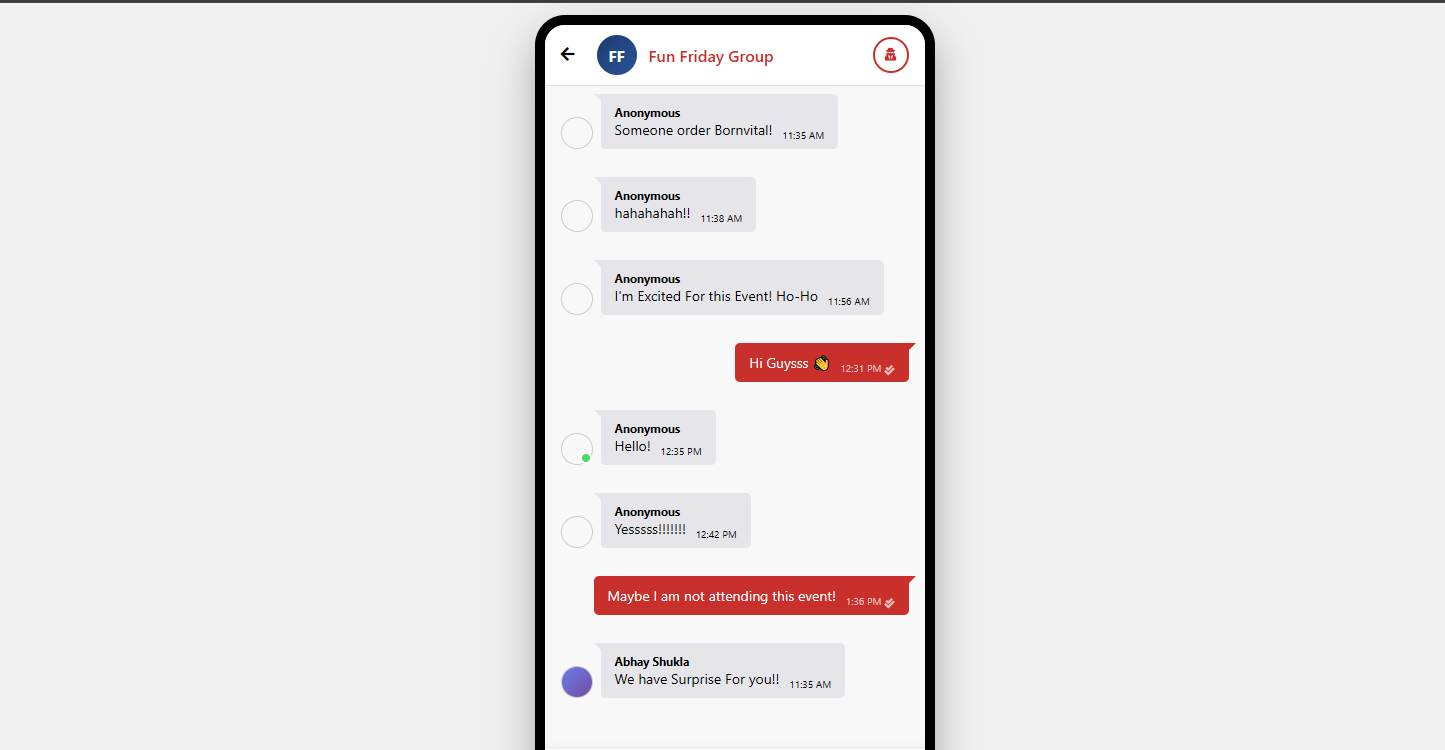 FF Fun Friday Group
Anonymous
Someone order Bornvital! 11:35 AM
Anonymous
hahahahah!! 11:38 AM
Anonymous
I'm Excited For this Event! Ho-Ho 11:56 AM
Hi Guysss 👏 12:31 PM
Anonymous
Hello! 12:35 PM
Anonymous
Yesssss!!!!!!! 12:42 PM
Maybe I am not attending this event! 1:36 PM
Abhay Shukla
We have Surprise For you!! 11:35 AM